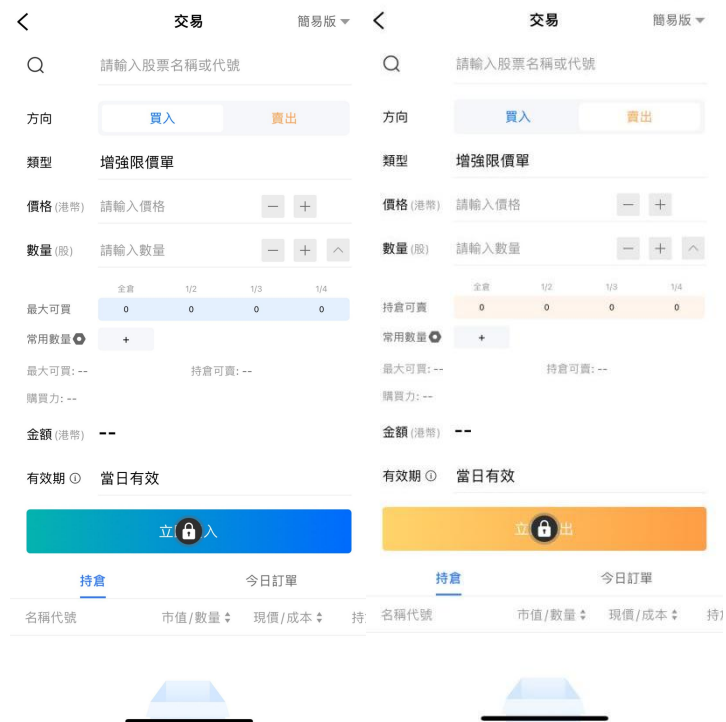 交易 簡易版
請輸入股票名稱或代號
方向 買入 賣出
類型 增強限價單
價格 (港幣) 請輸入價格
數量 (股) 請輸入數量
全倉 1/2 1/3 1/4
最大可買 0 0 0 0
常用數量 +
最大可買: -- 持倉可賣: --
購買力: --
金額 (港幣) --
有效期 當日有效
立 入
持倉 今日訂單
名稱代號 市值/數量 現價/成本 持
交易 簡易版
請輸入股票名稱或代號
方向 買入 賣出
類型 增強限價單
價格 (港幣) 請輸入價格
數量 (股) 請輸入數量
全倉 1/2 1/3 1/4
持倉可賣 0 0 0 0
常用數量 +
最大可買: -- 持倉可賣: --
購買力: --
金額 (港幣) --
有效期 當日有效
立 出
持倉 今日訂單
名稱代號 市值/數量 現價/成本 持